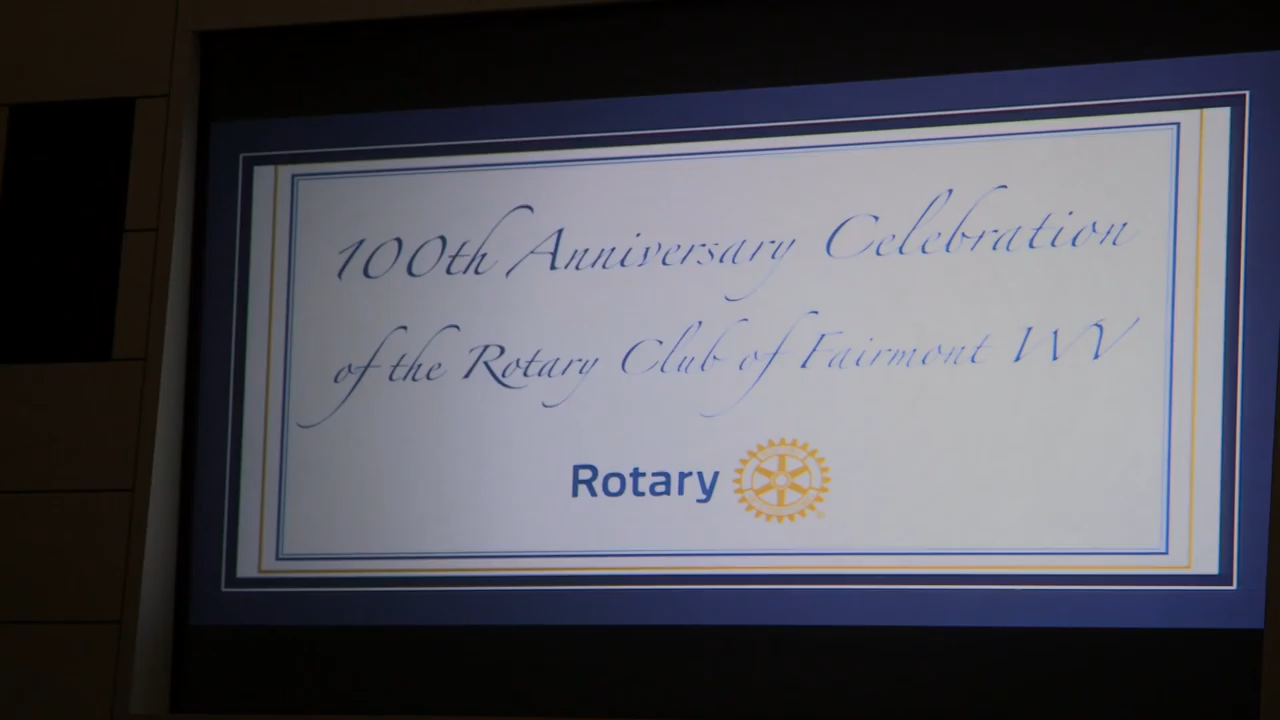 100th Anniversary Celebration
of the Rotary Club of Fairmont WV
Rotary